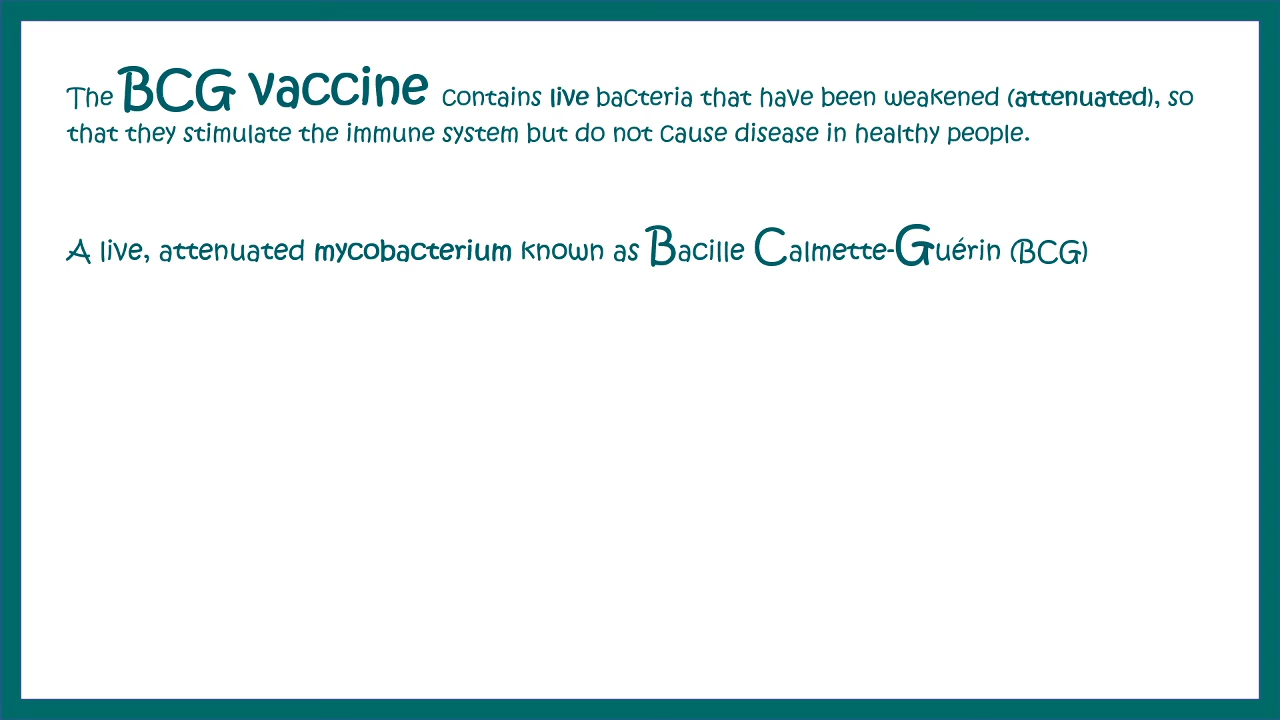 The BCG vaccine contains live bacteria that have been weakened (attenuated), so
that they stimulate the immune system but do not cause disease in healthy people.
A live, attenuated mycobacterium known as Bacille Calmette-Guérin (BCG)